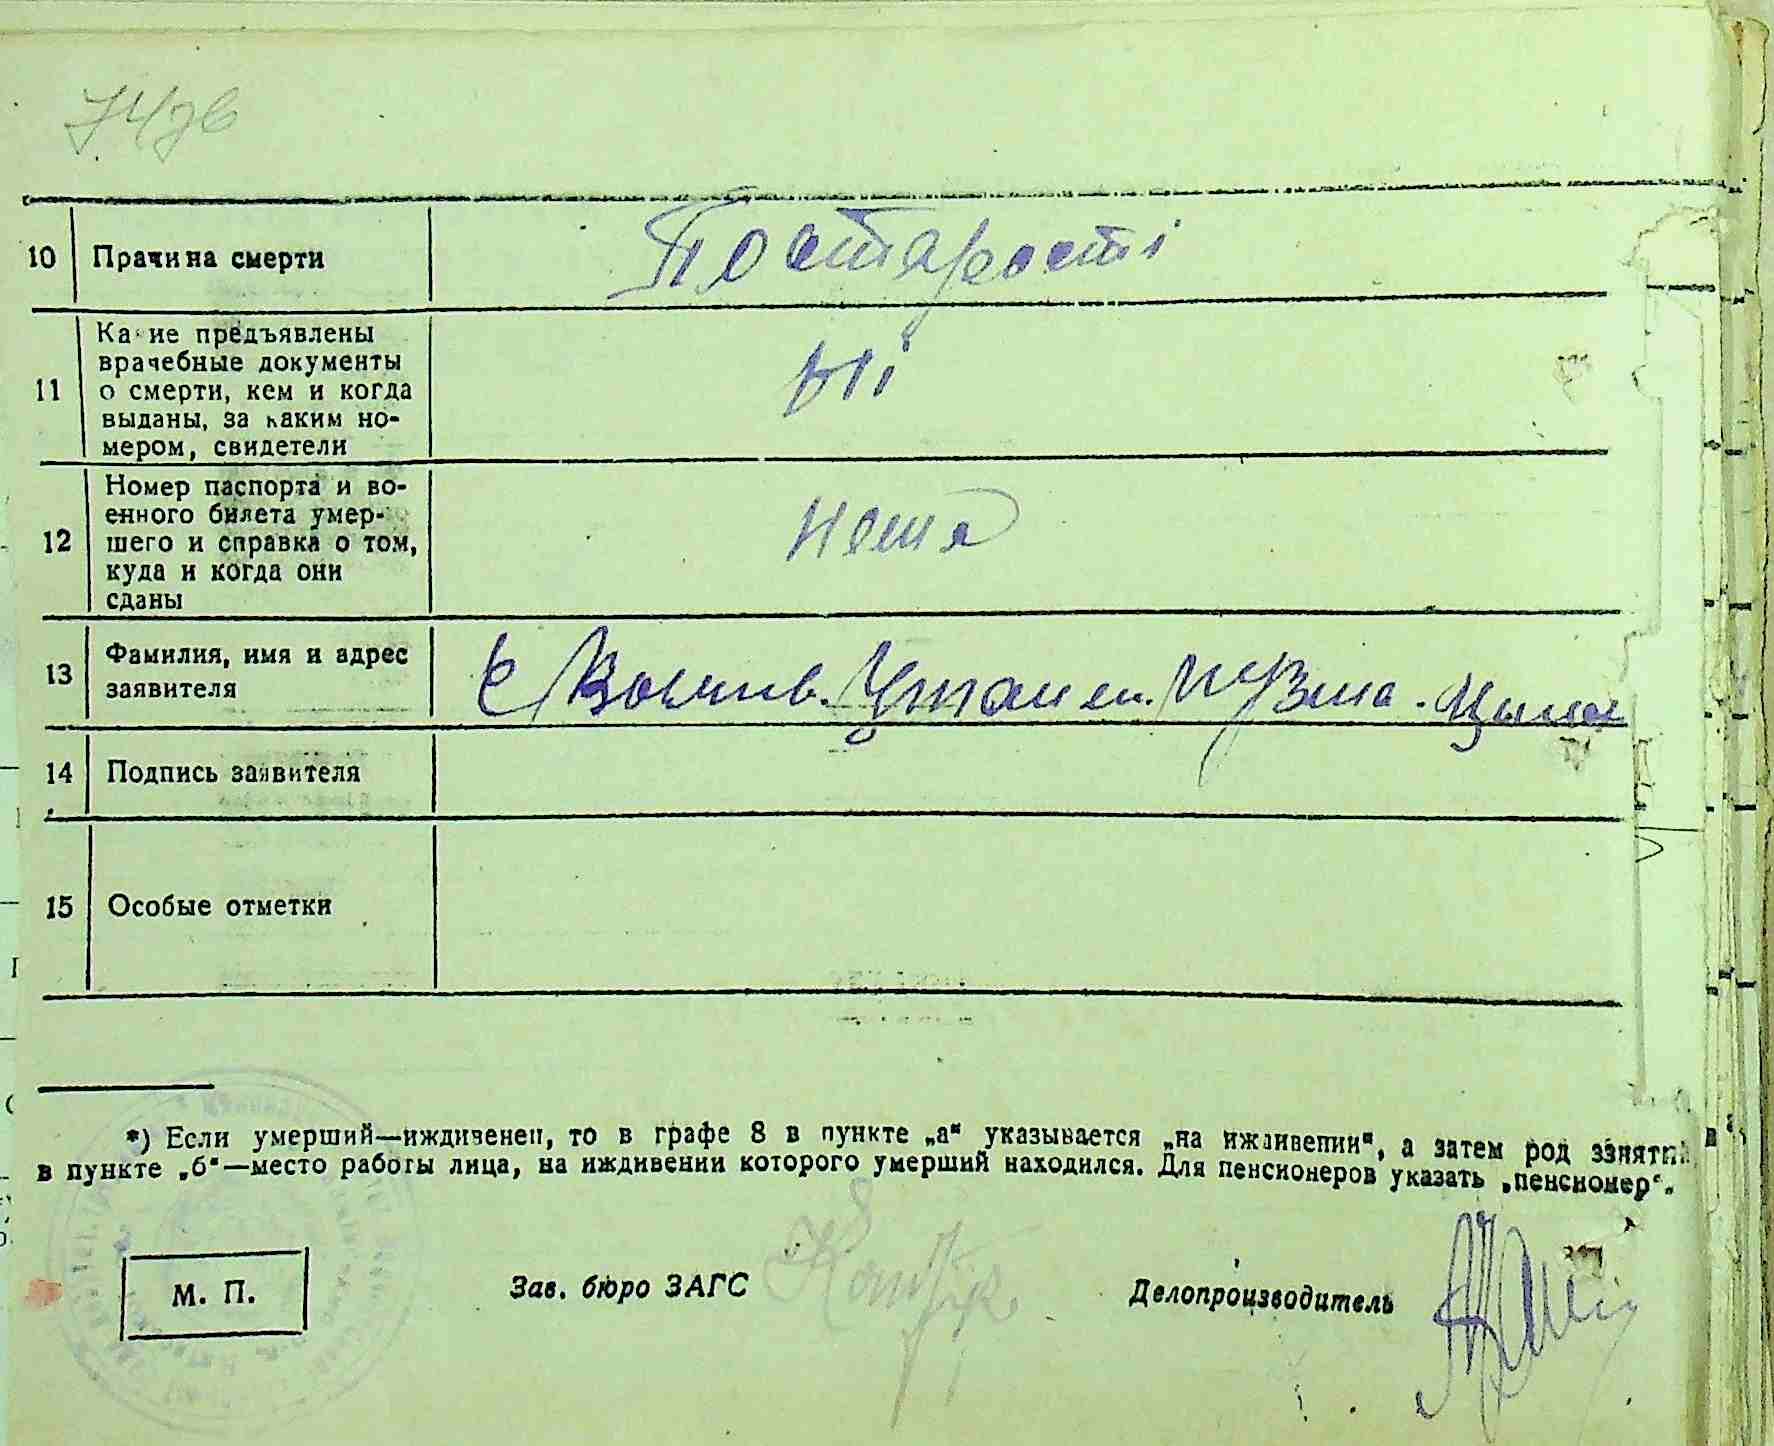 10 Причина смерти По старості
11 Какие предъявлены
врачебные документы
о смерти, кем и когда
выданы, за каким но-
мером, свидетели
ні
12 Номер паспорта и во-
енного билета умер-
шего и справка о том,
куда и когда они
сданы
нема
13 Фамилия, имя и адрес
заявителя
14 Подпись заявителя
15 Особые отметки
*) Если умерший—иждивенец, то в графе 8 в пункте „а“ указывается „на иждивении“, а затем род занятий
в пункте „б“—место работы лица, на иждивении которого умерший находился. Для пенсионеров указать „пенсионер“.
М. П. Зав. бюро ЗАГС Делопроизводитель